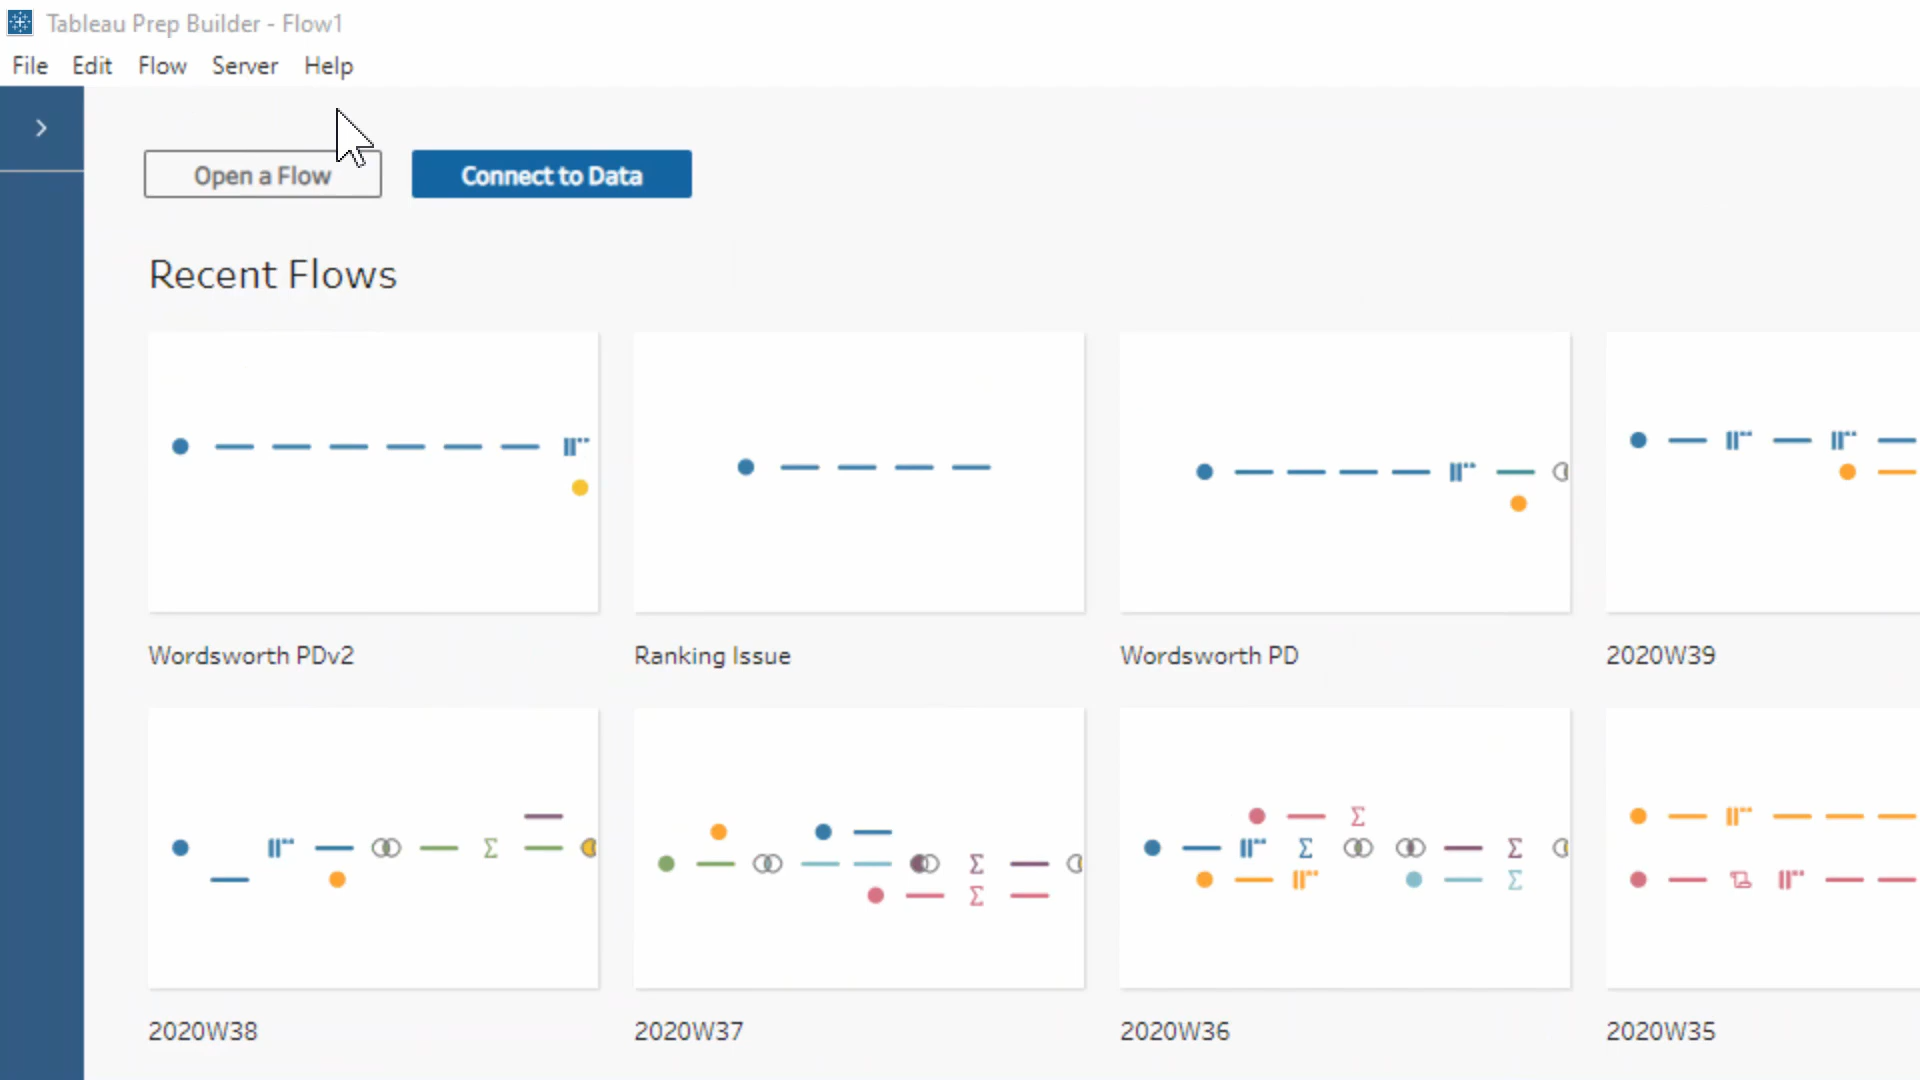 Tableau Prep Builder - Flow1
File Edit Flow Server Help
Open a Flow Connect to Data
Recent Flows
Wordsworth PDv2 Ranking Issue Wordsworth PD 2020W39
2020W38 2020W37 2020W36 2020W35